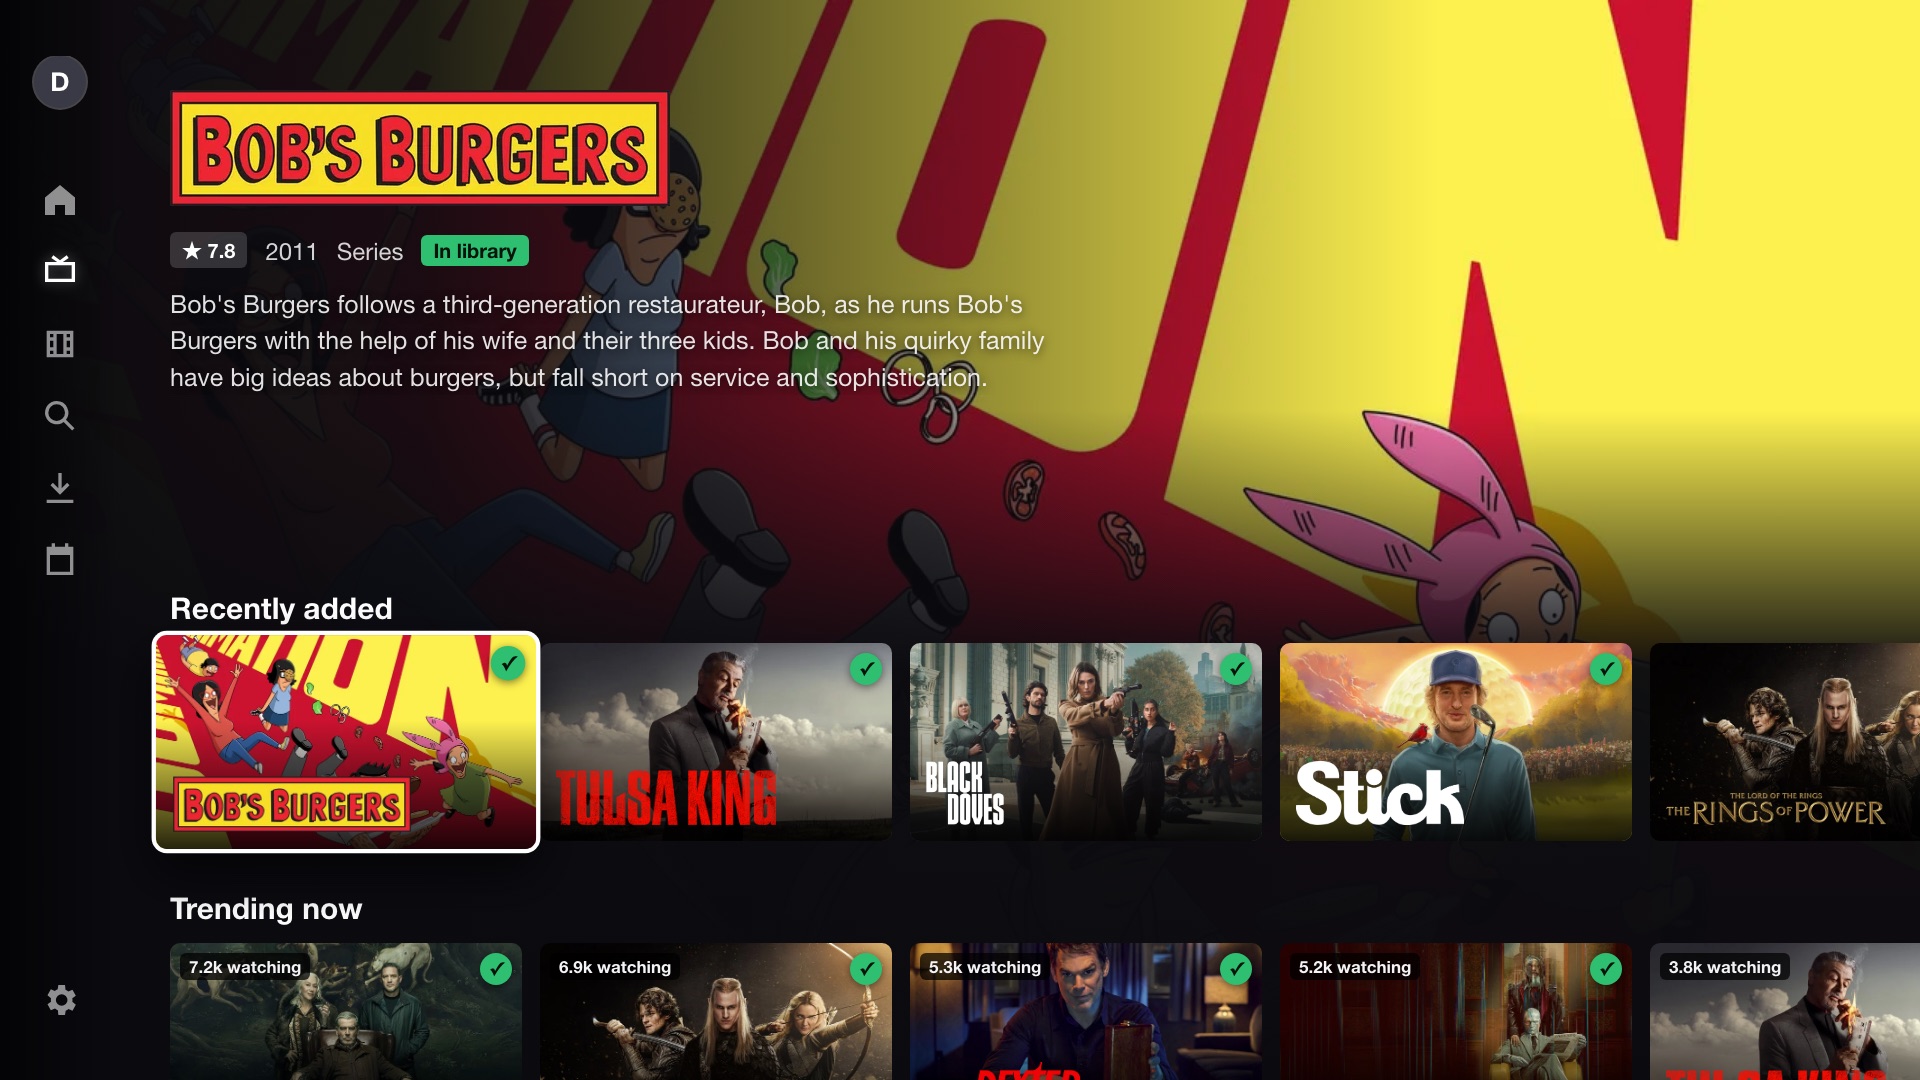 D
BOB'S BURGERS
★ 7.8 2011 Series In library
Bob's Burgers follows a third-generation restaurateur, Bob, as he runs Bob's
Burgers with the help of his wife and their three kids. Bob and his quirky family
have big ideas about burgers, but fall short on service and sophistication.
Recently added
BOB'S BURGERS
TULSA KING
BLACK
DOVES
Stick
THE LORD OF THE RINGS
THE RINGS OF POWER
Trending now
7.2k watching
6.9k watching
5.3k watching
5.2k watching
3.8k watching
DEXTER
TULSA KING